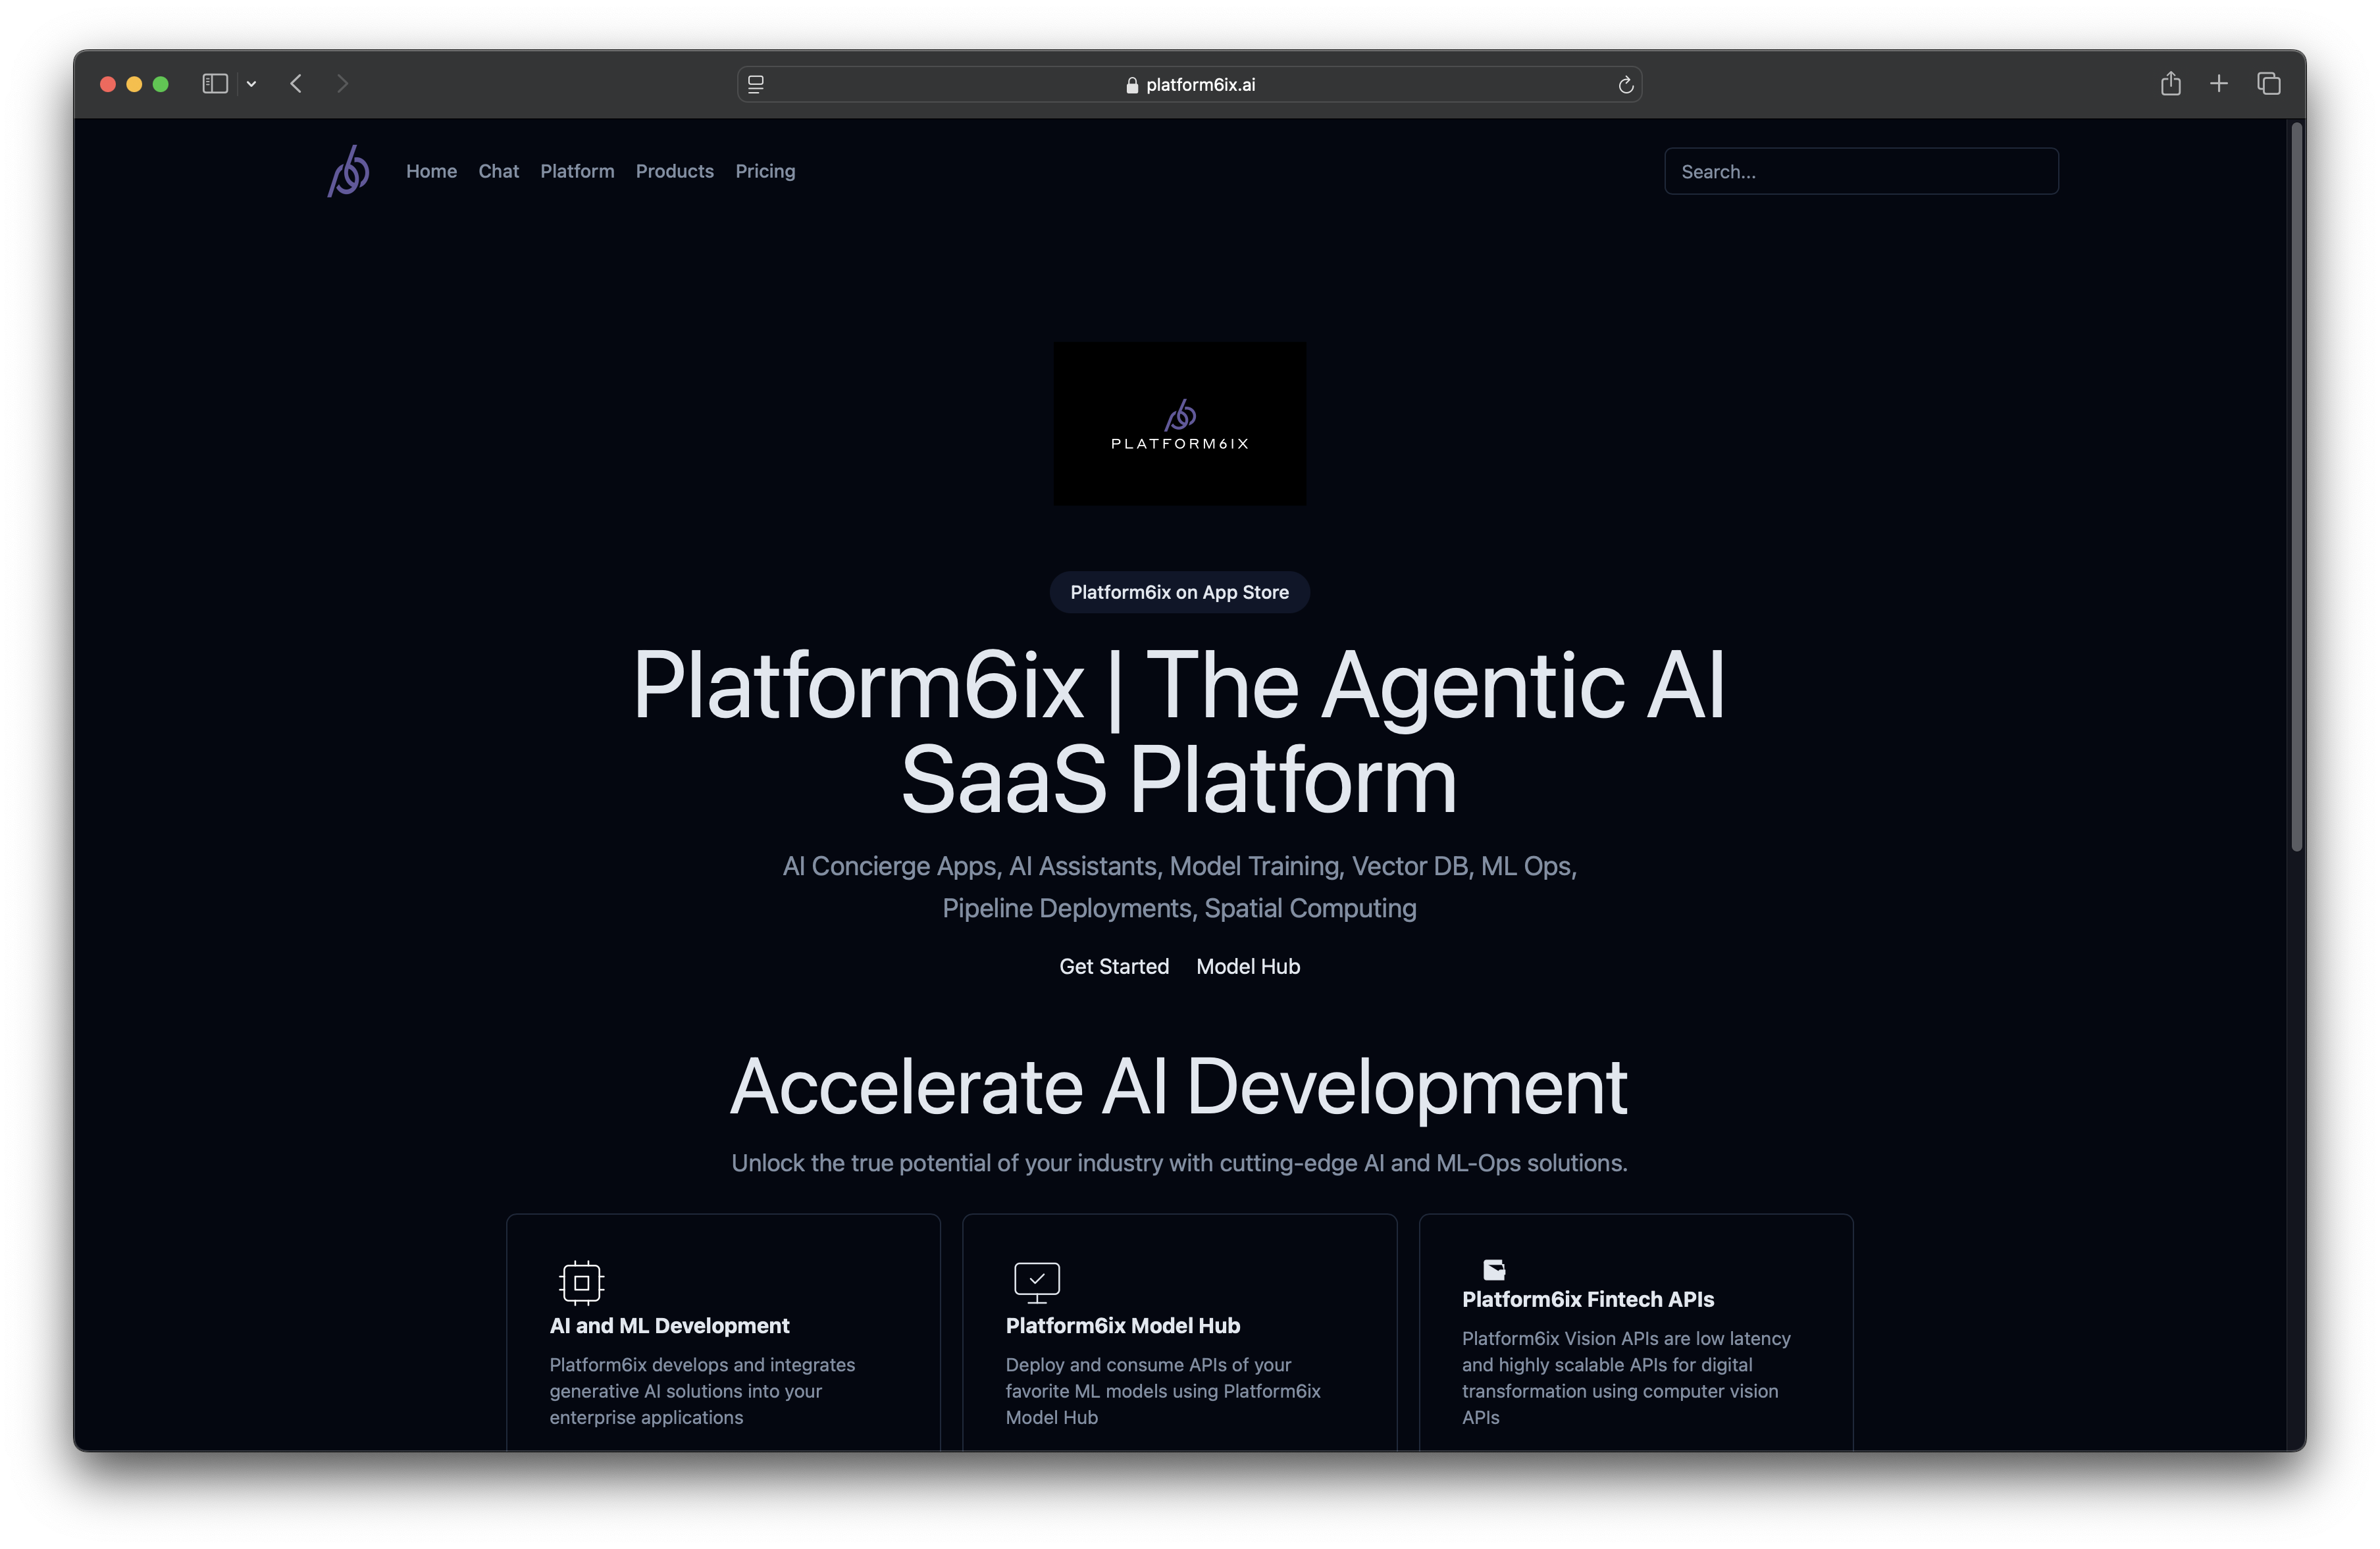 platform6ix.ai
Home Chat Platform Products Pricing
Search...
PLATFORM6IX
Platform6ix on App Store
Platform6ix | The Agentic AI
SaaS Platform
AI Concierge Apps, AI Assistants, Model Training, Vector DB, ML Ops,
Pipeline Deployments, Spatial Computing
Get Started Model Hub
Accelerate AI Development
Unlock the true potential of your industry with cutting-edge AI and ML-Ops solutions.
AI and ML Development
Platform6ix develops and integrates
generative AI solutions into your
enterprise applications
Platform6ix Model Hub
Deploy and consume APIs of your
favorite ML models using Platform6ix
Model Hub
Platform6ix Fintech APIs
Platform6ix Vision APIs are low latency
and highly scalable APIs for digital
transformation using computer vision
APIs